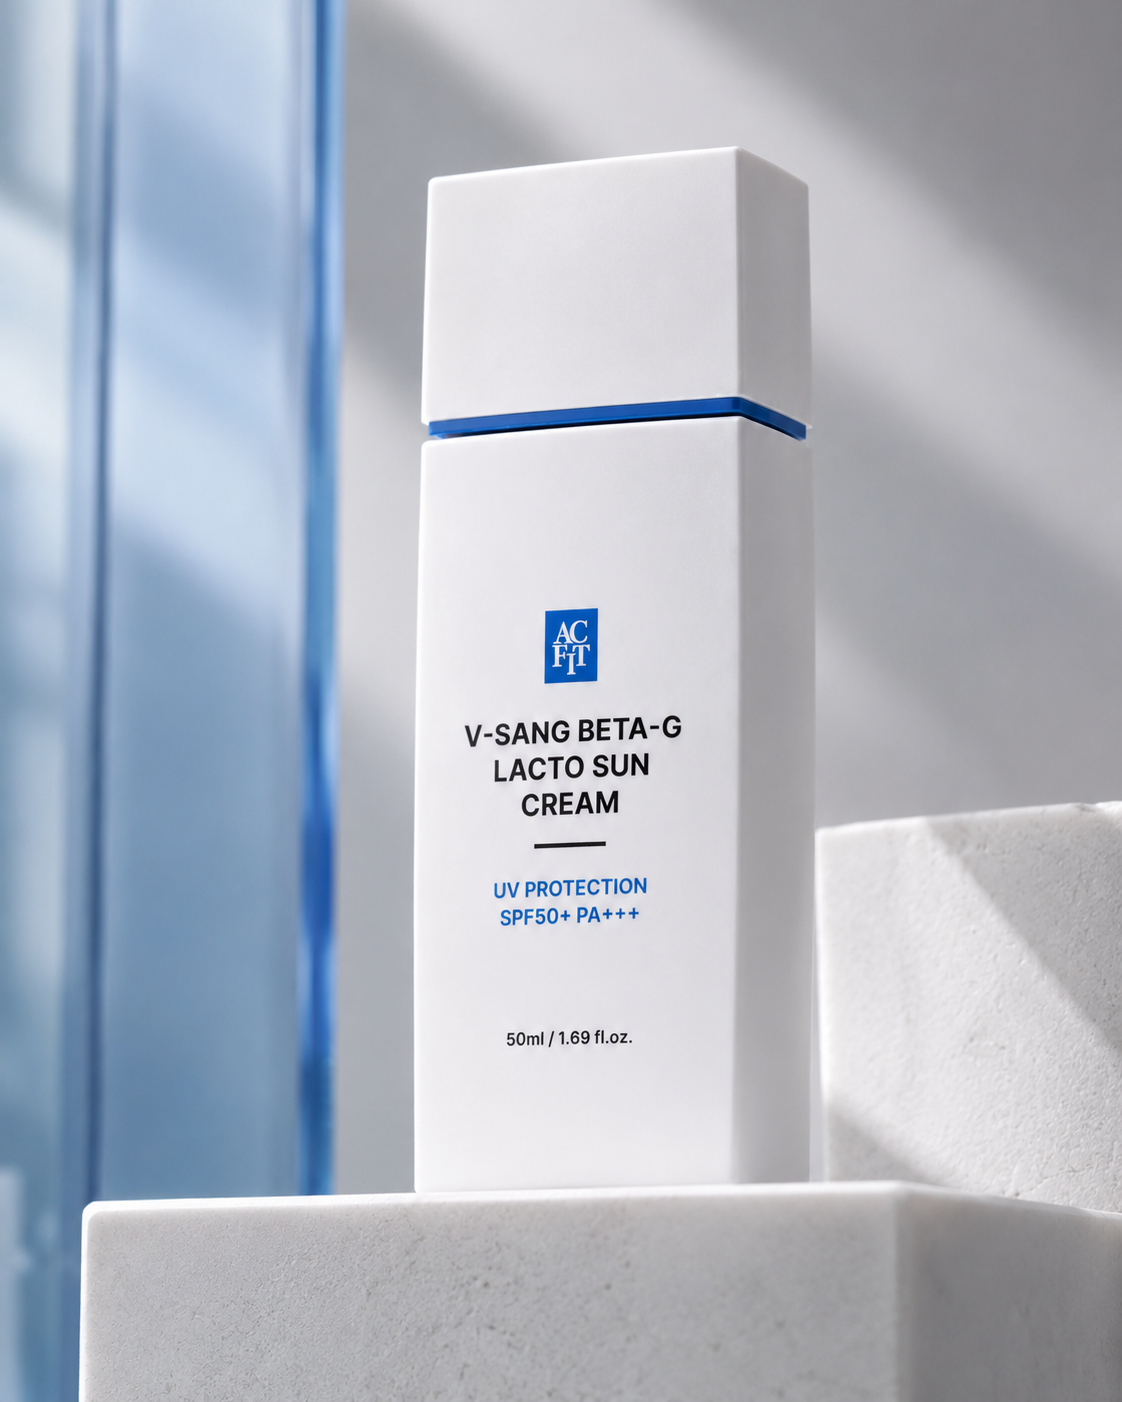 AC
FIT
V-SANG BETA-G
LACTO SUN
CREAM
UV PROTECTION
SPF50+ PA+++
50ml / 1.69 fl.oz.